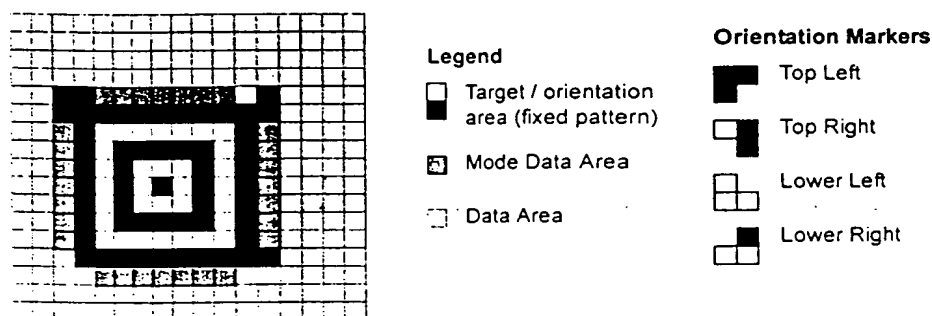 Legend
Target / orientation
area (fixed pattern)
Mode Data Area
Data Area
Orientation Markers
Top Left
Top Right
Lower Left
Lower Right